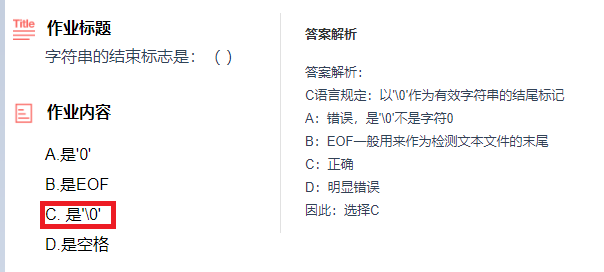 Title 作业标题
字符串的结束标志是：（ ）
作业内容
A.是'0'
B.是EOF
C. 是'\0'
D.是空格
答案解析
答案解析：
C语言规定：以'\0'作为有效字符串的结尾标记
A：错误，是'\0'不是字符0
B：EOF一般用来作为检测文本文件的末尾
C：正确
D：明显错误
因此：选择C